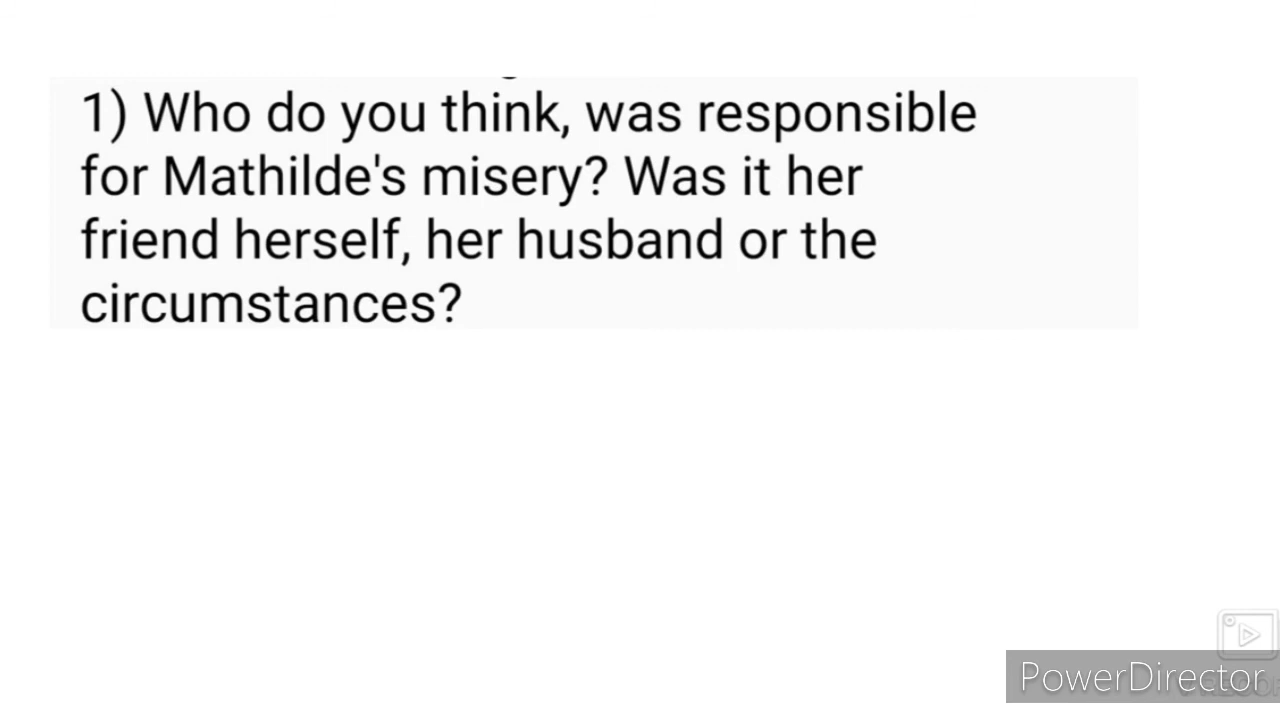 1) Who do you think, was responsible
for Mathilde's misery? Was it her
friend herself, her husband or the
circumstances?
PowerDirector